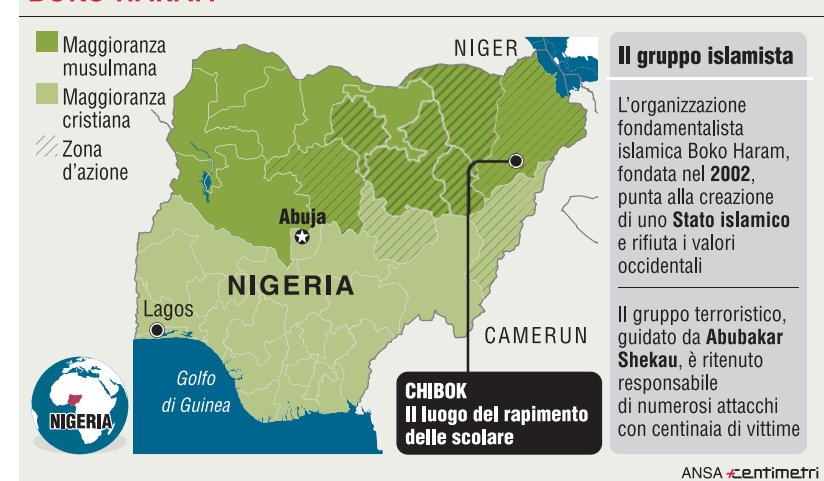 BOKO HARAM
Maggioranza
musulmana
Maggioranza
cristiana
Zona
d'azione
NIGER
Abuja
NIGERIA
Lagos
CAMERUN
Golfo
di Guinea
NIGERIA
CHIBOK
Il luogo del rapimento
delle scolare
Il gruppo islamista
L'organizzazione
fondamentalista
islamica Boko Haram,
fondata nel 2002,
punta alla creazione
di uno Stato islamico
e rifiuta i valori
occidentali
Il gruppo terroristico,
guidato da Abubakar
Shekau, è ritenuto
responsabile
di numerosi attacchi
con centinaia di vittime
ANSA centimetri